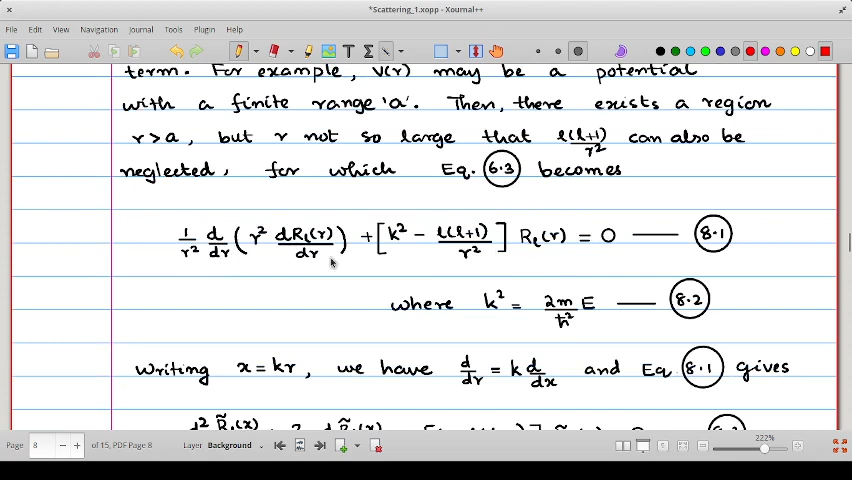 *Scattering_1.xopp - Xournal++
File Edit View Navigation Journal Tools Plugin Help
term. For example, V(r) may be a potential
with a finite range 'a'. Then, there exists a region
r > a, but r not so large that l(l+1)/r² can also be
neglected, for which Eq. 6.3 becomes
1/r² d/dr (r² dRₗ(r)/dr) + [k² - l(l+1)/r²] Rₗ(r) = 0 —— 8.1
where k² = 2m/ħ² E —— 8.2
Writing x = kr, we have d/dr = k d/dx and Eq. 8.1 gives
Page 8 of 15, PDF Page 8 Layer Background 222%